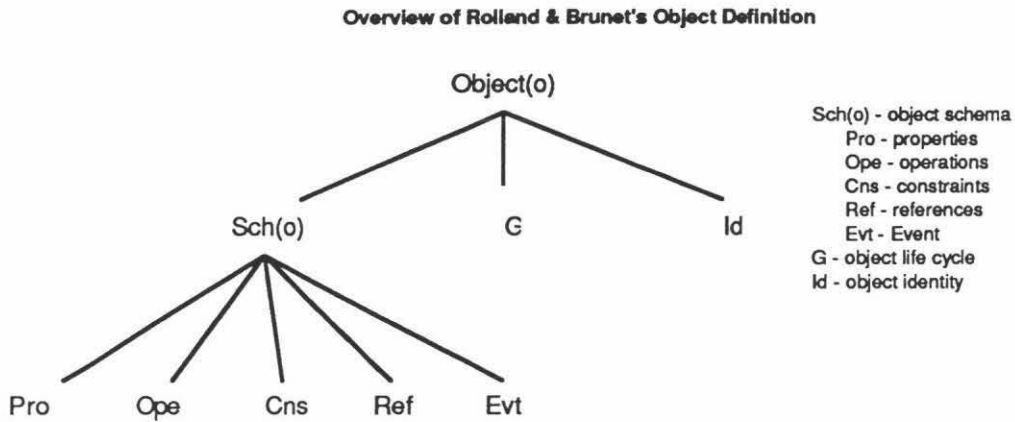 Overview of Rolland & Brunet's Object Definition
Object(o)
Sch(o) G Id
Pro Ope Cns Ref Evt
Sch(o) - object schema
Pro - properties
Ope - operations
Cns - constraints
Ref - references
Evt - Event
G - object life cycle
Id - object identity